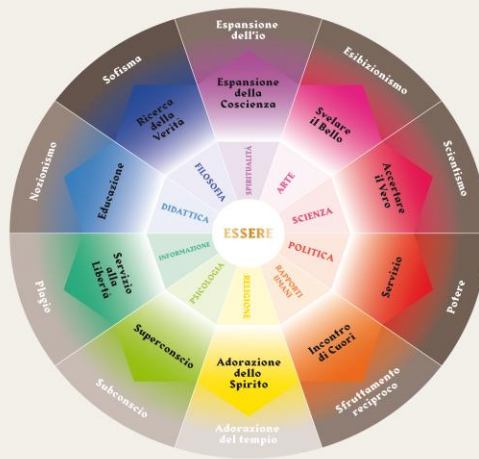 Espansione
dell'io
Esibizionismo
Scientismo
Potere
Sfruttamento
reciproco
Adorazione
del tempio
Subconscio
Plagio
Nozionismo
Sofisma
Espansione
della
Coscienza
Svelare
il Bello
Accertare
il Vero
Servizio
Incontro
di Cuori
Adorazione
dello
Spirito
Superconscio
Servizio
alla
Libertà
Educazione
Ricerca
della
Verità
SPIRITUALITÀ
ARTE
SCIENZA
POLITICA
RAPPORTI
UMANI
RELIGIONE
PSICOLOGIA
INFORMAZIONE
DIDATTICA
FILOSOFIA
ESSERE